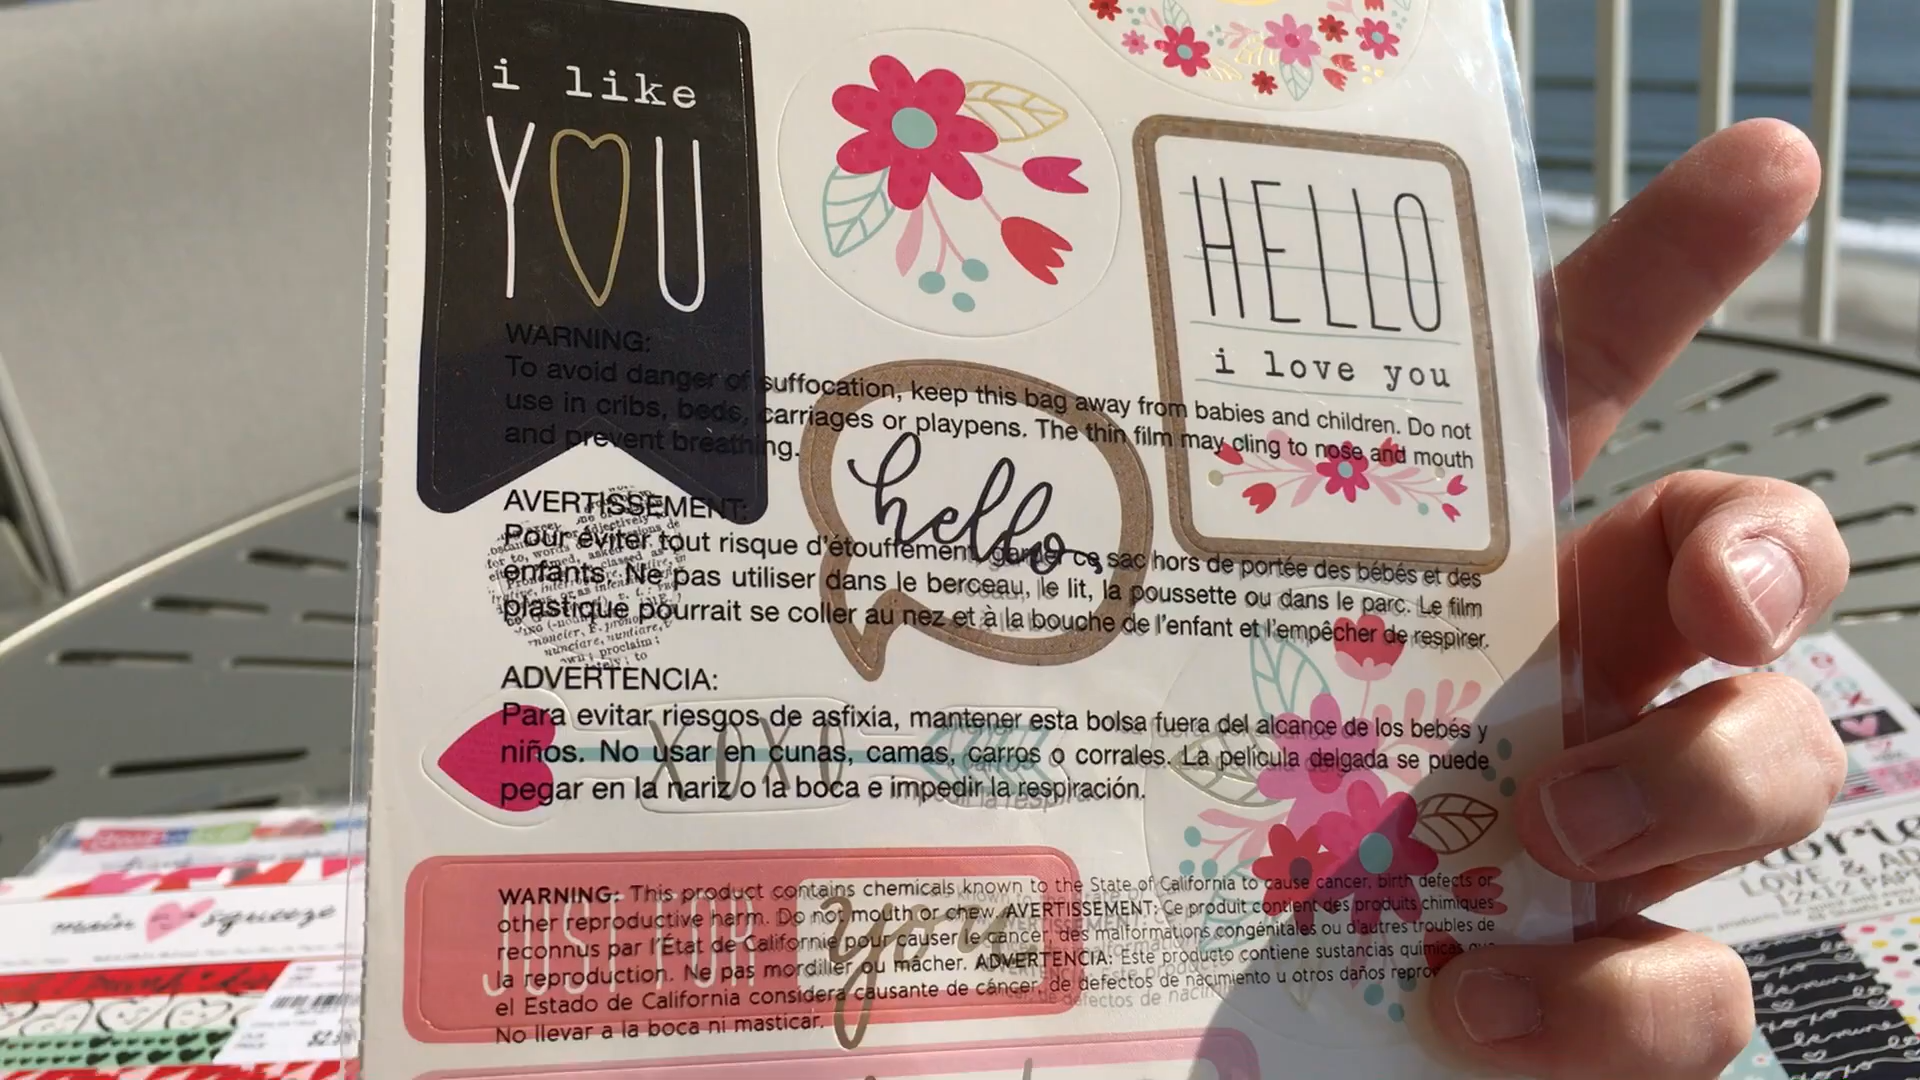 i like
YOU
HELLO
i love you
WARNING:
To avoid danger of suffocation, keep this bag away from babies and children. Do not
use in cribs, beds, carriages or playpens. The thin film may cling to nose and mouth
and prevent breathing.
hello,
AVERTISSEMENT:
Pour éviter tout risque d'étouffement, garder ce sac hors de portée des bébés et des
enfants. Ne pas utiliser dans le berceau, le lit, la poussette ou dans le parc. Le film
plastique pourrait se coller au nez et à la bouche de l'enfant et l'empêcher de respirer.
ADVERTENCIA:
Para evitar riesgos de asfixia, mantener esta bolsa fuera del alcance de los bebés y
niños. No usar en cunas, camas, carros o corrales. La película delgada se puede
pegar en la nariz o la boca e impedir la respiración.
XOXO
JUST FOR you
WARNING: This product contains chemicals known to the State of California to cause cancer, birth defects or
other reproductive harm. Do not mouth or chew. AVERTISSEMENT: Ce produit contient des produits chimiques
reconnus par l'État de Californie pour causer le cancer, des malformations congénitales ou d'autres troubles de
la reproduction. Ne pas mordiller ou mâcher. ADVERTENCIA: Este producto contiene sustancias químicas que
el Estado de California considera causante de cáncer, de defectos de nacimiento u otros daños
No llevar a la boca ni masticar.
main squeeze
LOVE &
12X12